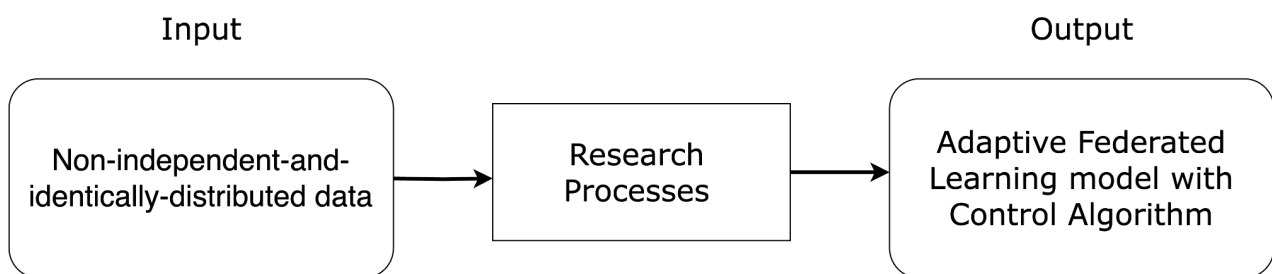 Input
Output
Non-independent-and-
identically-distributed data
Research
Processes
Adaptive Federated
Learning model with
Control Algorithm